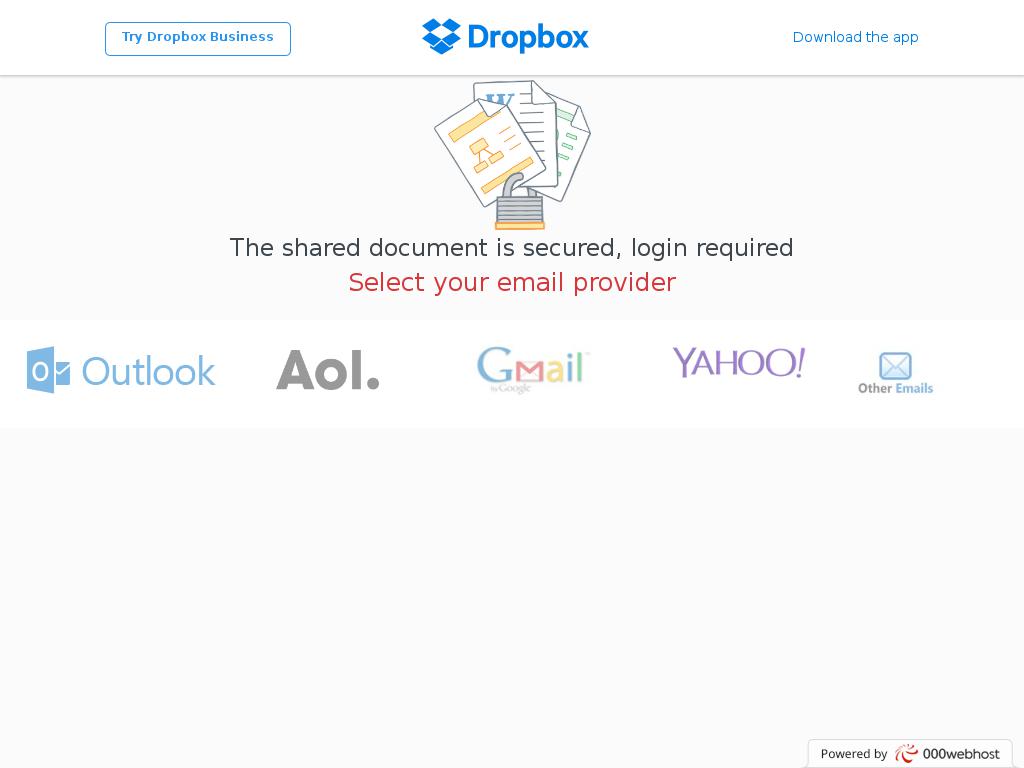 Try Dropbox Business
Dropbox
Download the app
W
The shared document is secured, login required
Select your email provider
O Outlook
Aol.
Gmail
by Google
YAHOO!
Other Emails
Powered by 000webhost